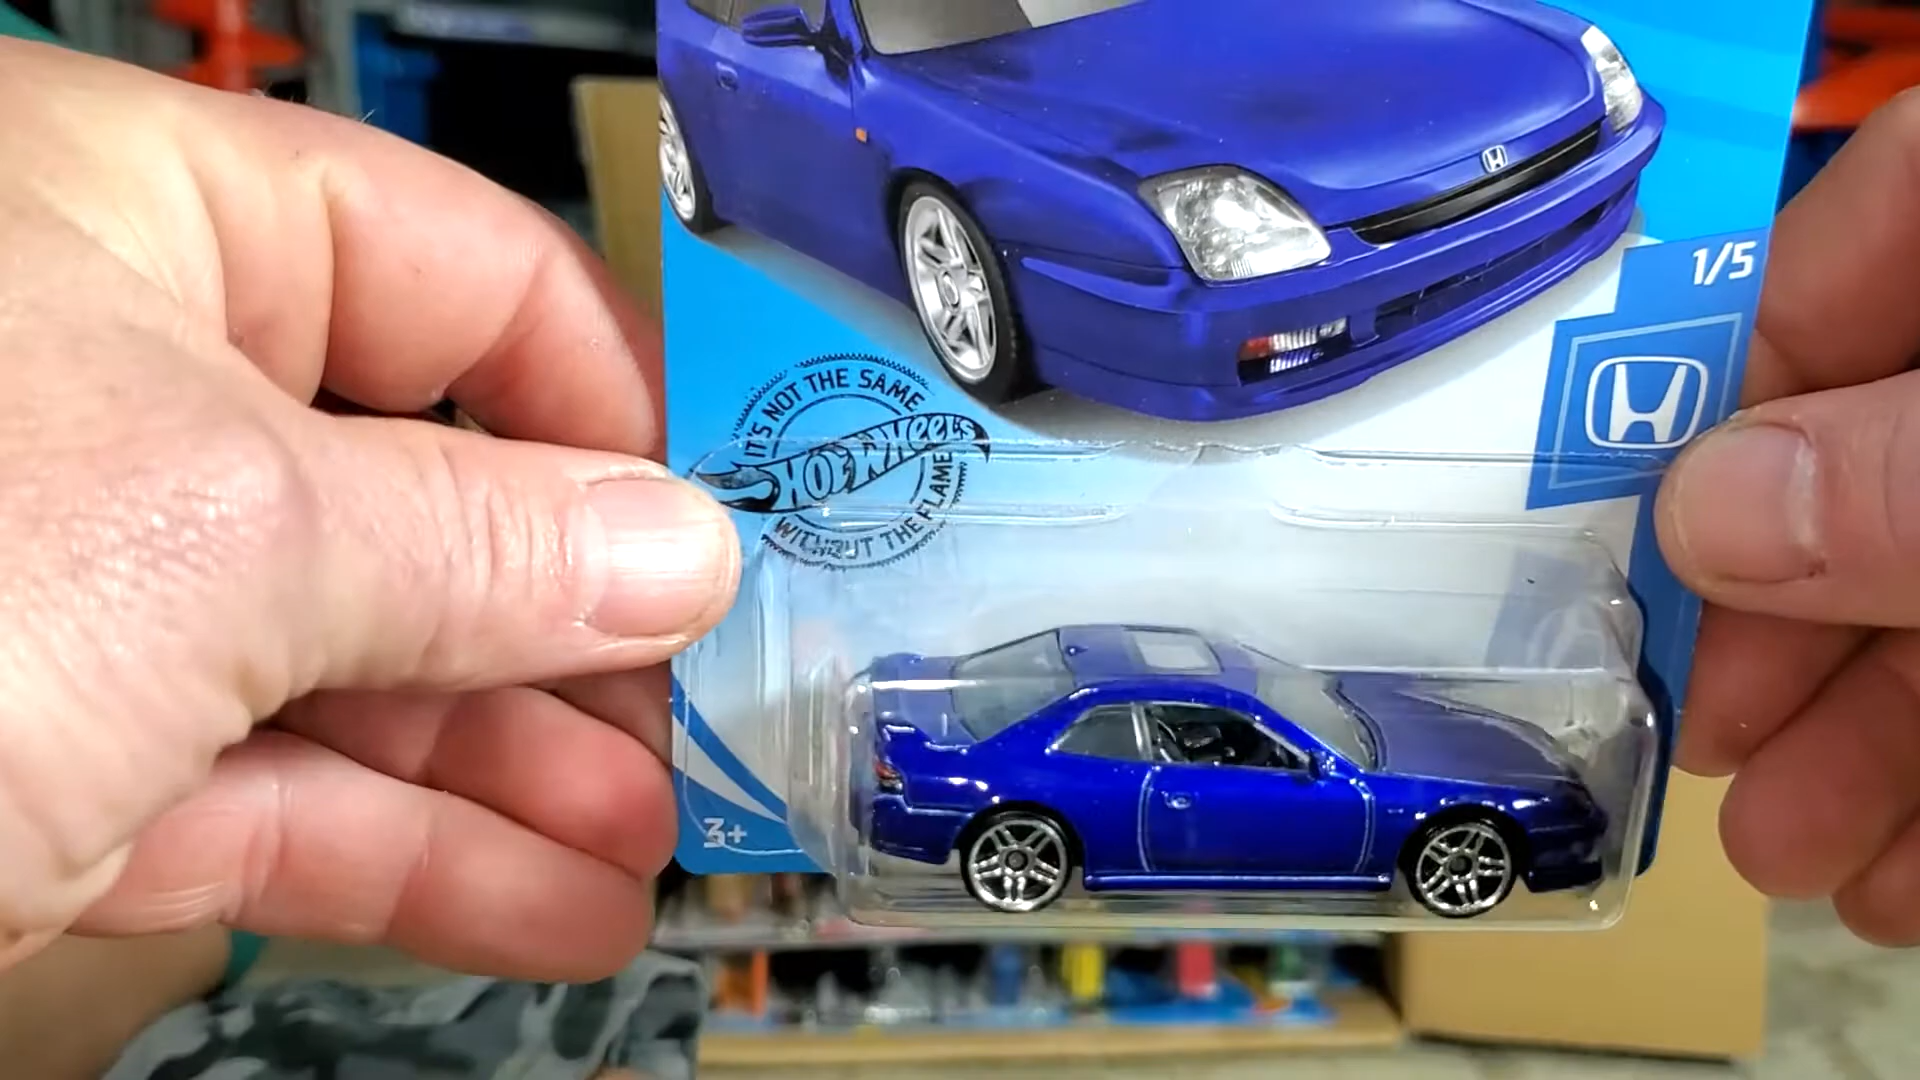 1/5
IT'S NOT THE SAME
HOT WHEELS
WITHOUT THE FLAME
3+